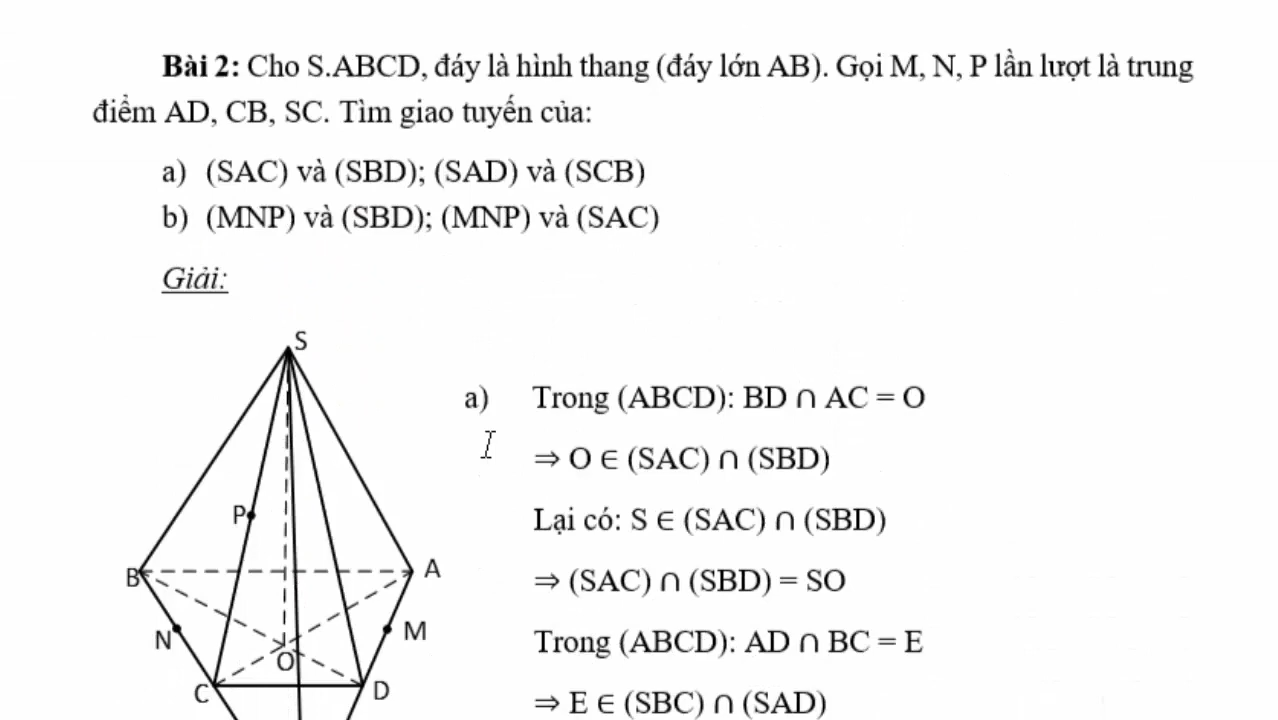 Bài 2: Cho S.ABCD, đáy là hình thang (đáy lớn AB). Gọi M, N, P lần lượt là trung
điểm AD, CB, SC. Tìm giao tuyến của:
a) (SAC) và (SBD); (SAD) và (SCB)
b) (MNP) và (SBD); (MNP) và (SAC)
Giải:
S
P
B
A
N
M
O
C
D
a) Trong (ABCD): BD ∩ AC = O
⇒ O ∈ (SAC) ∩ (SBD)
Lại có: S ∈ (SAC) ∩ (SBD)
⇒ (SAC) ∩ (SBD) = SO
Trong (ABCD): AD ∩ BC = E
⇒ E ∈ (SBC) ∩ (SAD)